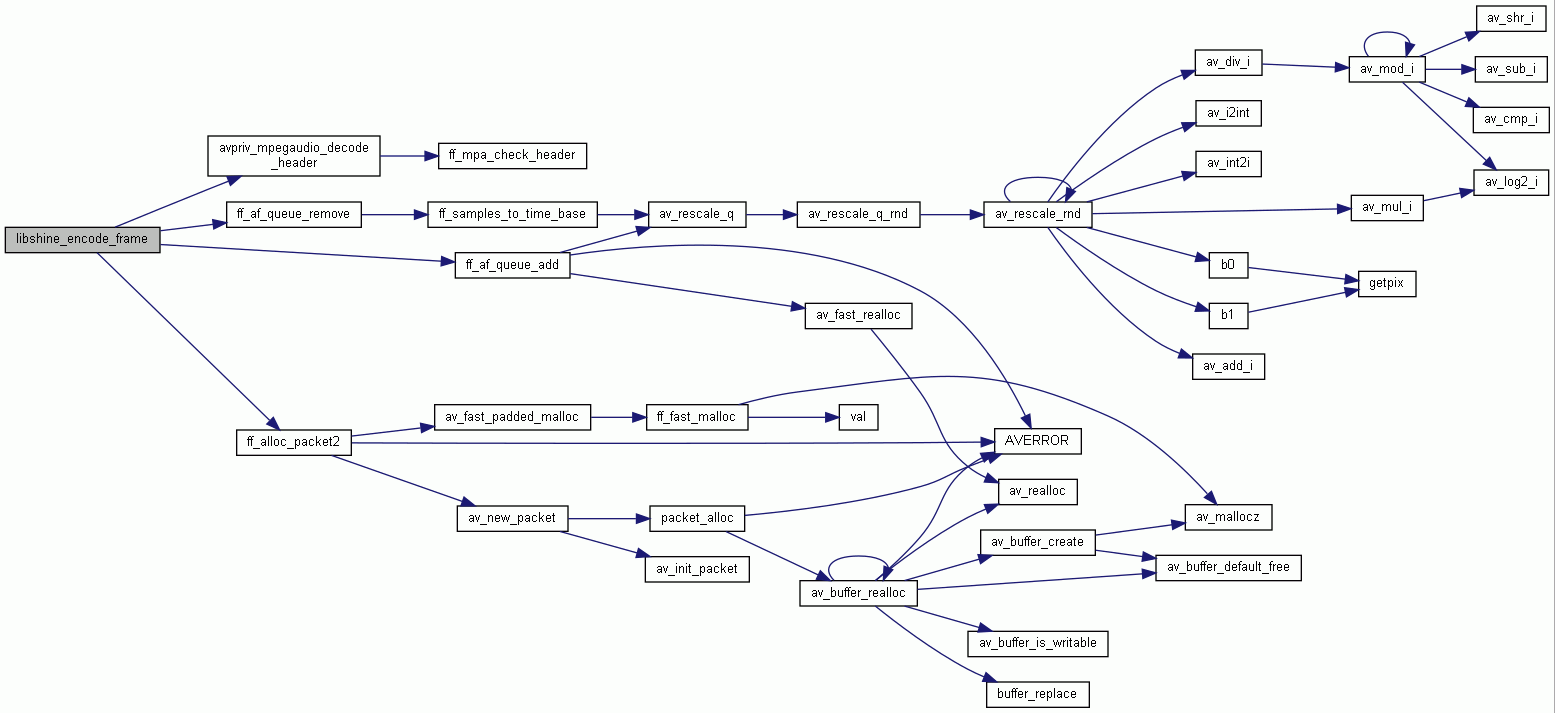 av_shr_i
av_div_i
av_mod_i
av_sub_i
av_i2int
av_cmp_i
avpriv_mpegaudio_decode
_header
ff_mpa_check_header
av_int2i
av_log2_i
ff_af_queue_remove
ff_samples_to_time_base
av_rescale_q
av_rescale_q_rnd
av_rescale_rnd
av_mul_i
libshine_encode_frame
ff_af_queue_add
b0
getpix
av_fast_realloc
b1
av_add_i
av_fast_padded_malloc
ff_fast_malloc
val
ff_alloc_packet2
AVERROR
av_realloc
av_new_packet
packet_alloc
av_mallocz
av_buffer_create
av_init_packet
av_buffer_default_free
av_buffer_realloc
av_buffer_is_writable
buffer_replace